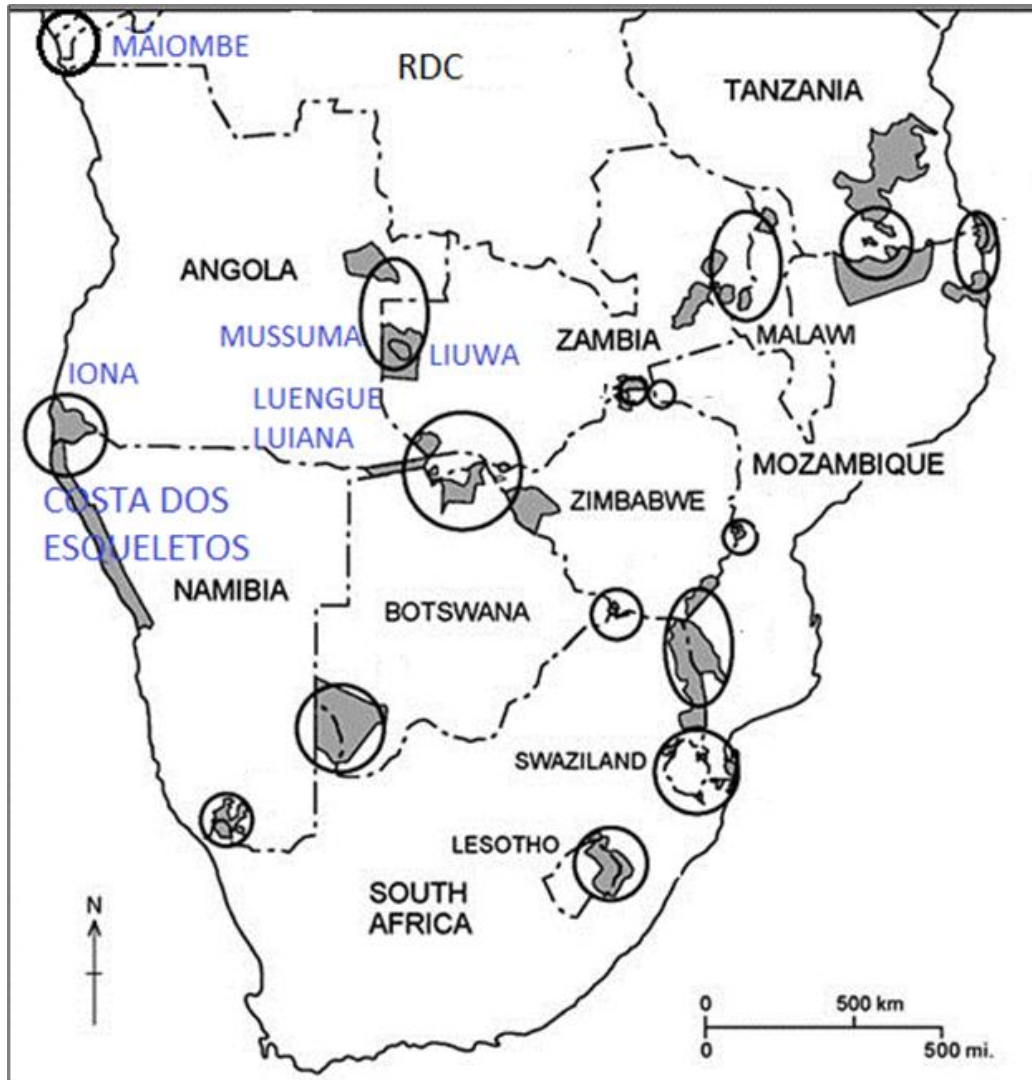 MAIOMBE
RDC
TANZANIA
ANGOLA
MUSSUMA
LIUWA
ZAMBIA
MALAWI
IONA
LUENGUE
LUIANA
MOZAMBIQUE
COSTA DOS
ESQUELETOS
ZIMBABWE
NAMIBIA
BOTSWANA
SWAZILAND
LESOTHO
SOUTH
AFRICA
N
0 500 km
0 500 mi.